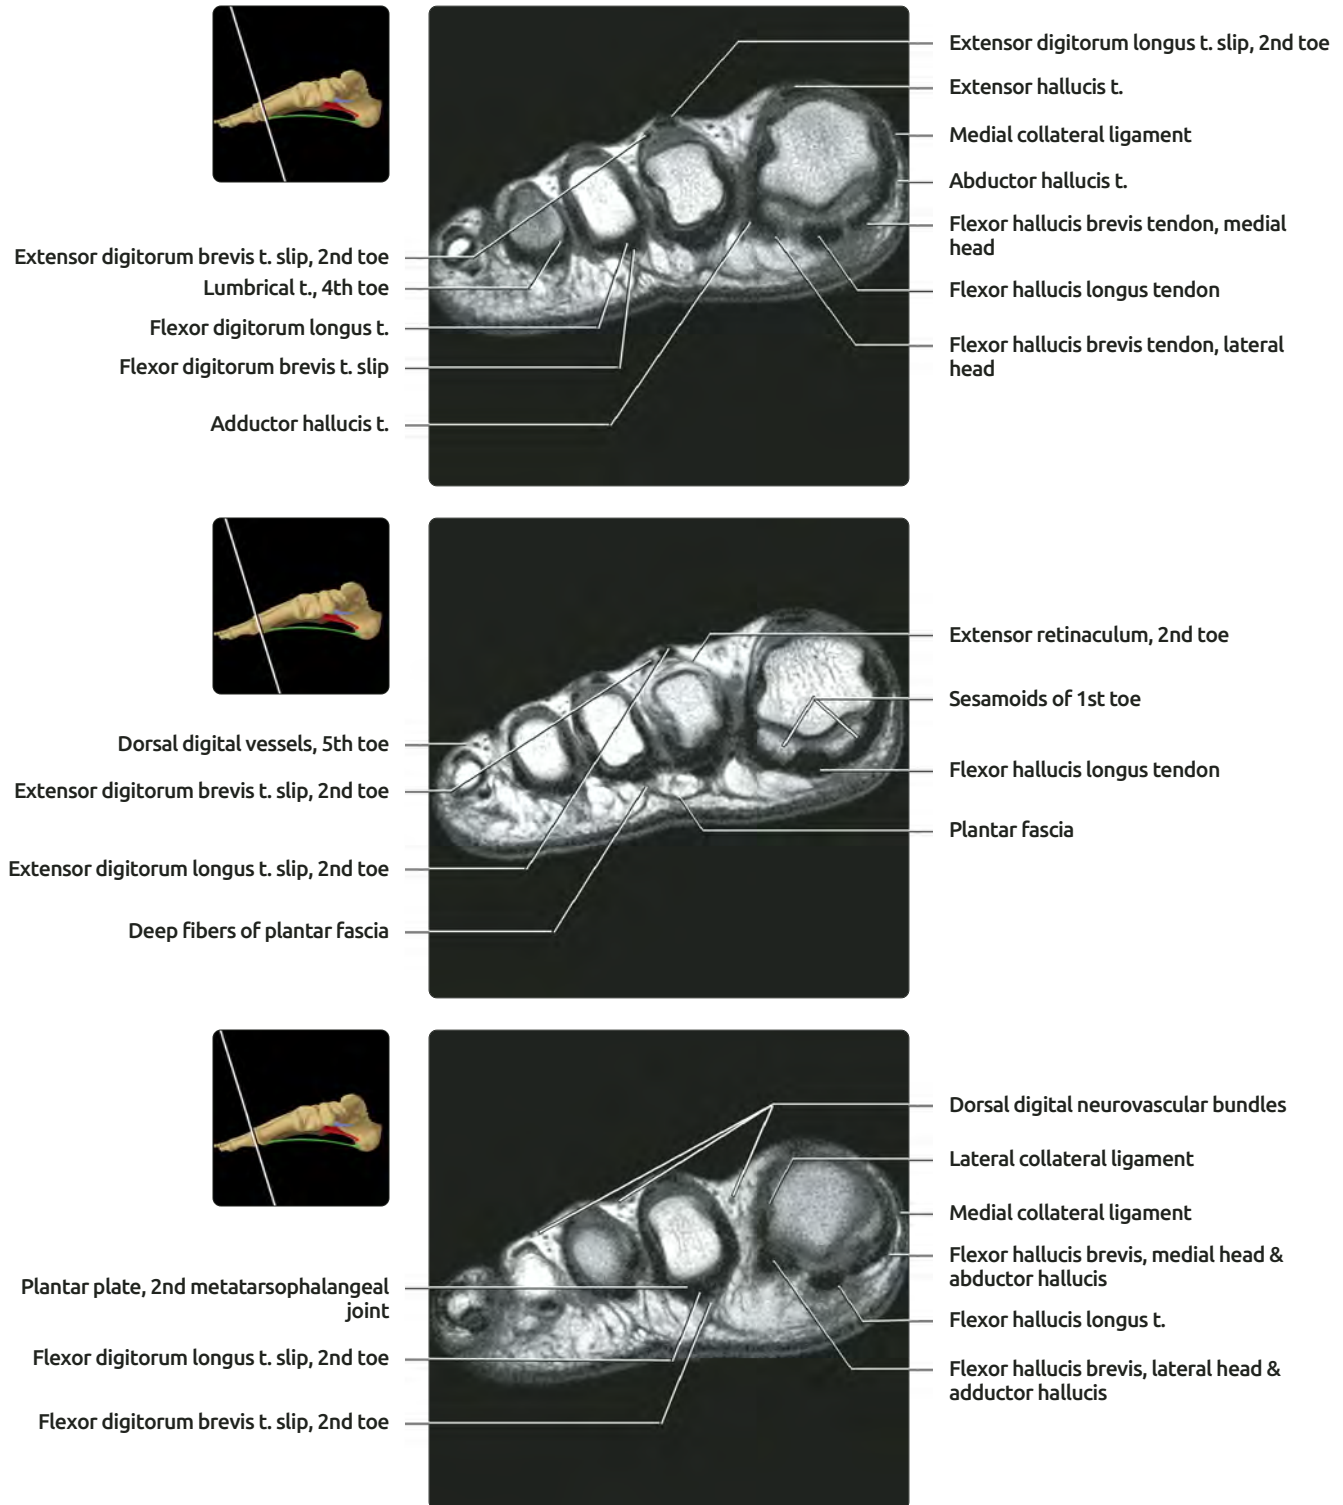 Extensor digitorum longus t. slip, 2nd toe
Extensor hallucis t.
Medial collateral ligament
Abductor hallucis t.
Flexor hallucis brevis tendon, medial
head
Flexor hallucis longus tendon
Flexor hallucis brevis tendon, lateral
head
Extensor digitorum brevis t. slip, 2nd toe
Lumbrical t., 4th toe
Flexor digitorum longus t.
Flexor digitorum brevis t. slip
Adductor hallucis t.
Extensor retinaculum, 2nd toe
Sesamoids of 1st toe
Flexor hallucis longus tendon
Plantar fascia
Dorsal digital vessels, 5th toe
Extensor digitorum brevis t. slip, 2nd toe
Extensor digitorum longus t. slip, 2nd toe
Deep fibers of plantar fascia
Dorsal digital neurovascular bundles
Lateral collateral ligament
Medial collateral ligament
Flexor hallucis brevis, medial head &
abductor hallucis
Flexor hallucis longus t.
Flexor hallucis brevis, lateral head &
adductor hallucis
Plantar plate, 2nd metatarsophalangeal
joint
Flexor digitorum longus t. slip, 2nd toe
Flexor digitorum brevis t. slip, 2nd toe